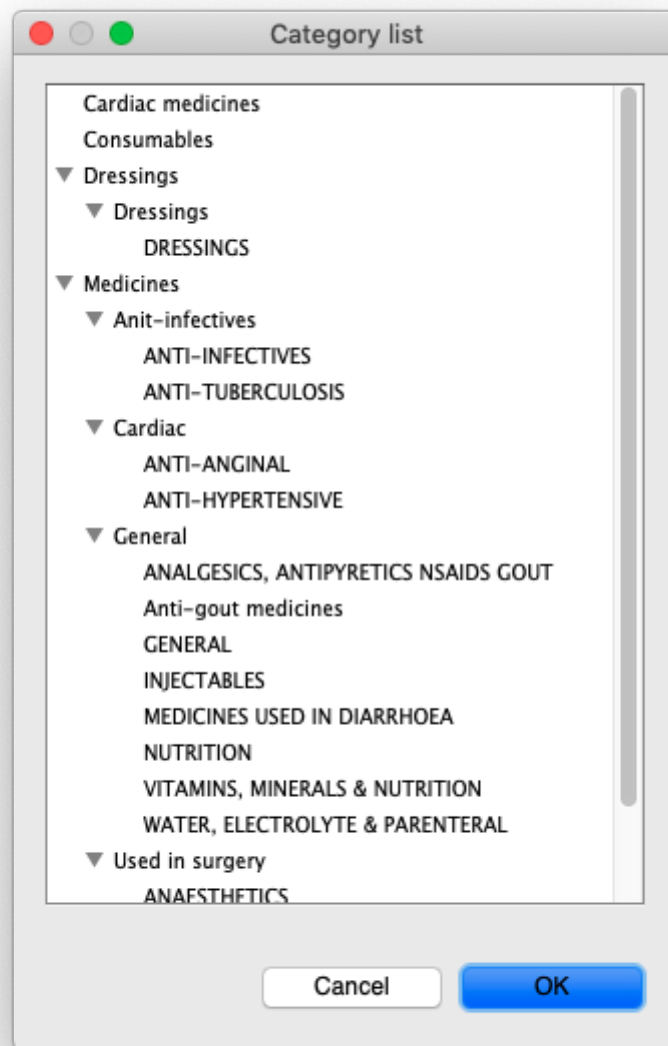 Category list
Cardiac medicines
Consumables
Dressings
Dressings
DRESSINGS
Medicines
Anit-infectives
ANTI-INFECTIVES
ANTI-TUBERCULOSIS
Cardiac
ANTI-ANGINAL
ANTI-HYPERTENSIVE
General
ANALGESICS, ANTIPYRETICS NSAIDS GOUT
Anti-gout medicines
GENERAL
INJECTABLES
MEDICINES USED IN DIARRHOEA
NUTRITION
VITAMINS, MINERALS & NUTRITION
WATER, ELECTROLYTE & PARENTERAL
Used in surgery
ANAESTHETICS
Cancel OK